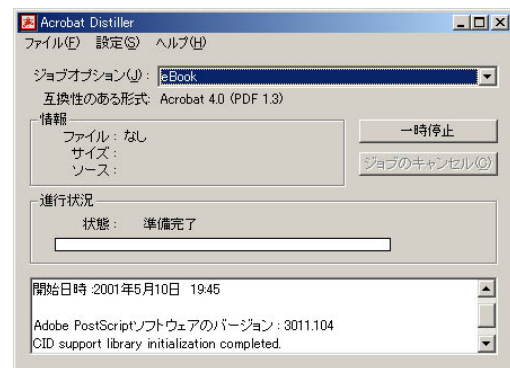 Acrobat Distiller
ファイル(F) 設定(S) ヘルプ(H)
ジョブオプション(J): eBook
互換性のある形式: Acrobat 4.0 (PDF 1.3)
情報
ファイル: なし
サイズ:
ソース:
一時停止
ジョブのキャンセル(C)
進行状況
状態: 準備完了
開始日時:2001年5月10日 19:45
Adobe PostScriptソフトウェアのバージョン: 3011.104
CID support library initialization completed.